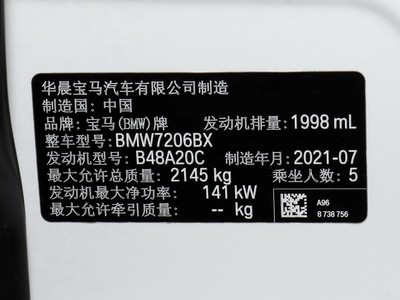 华晨宝马汽车有限公司制造
制造国: 中国
品牌: 宝马(BMW)牌 发动机排量: 1998 mL
整车型号: BMW7206BX
发动机型号: B48A20C 制造年月: 2021-07
最大允许总质量: 2145 kg 乘坐人数: 5
发动机最大净功率: 141 kW
最大允许牵引质量: -- kg
A96
8 738 756